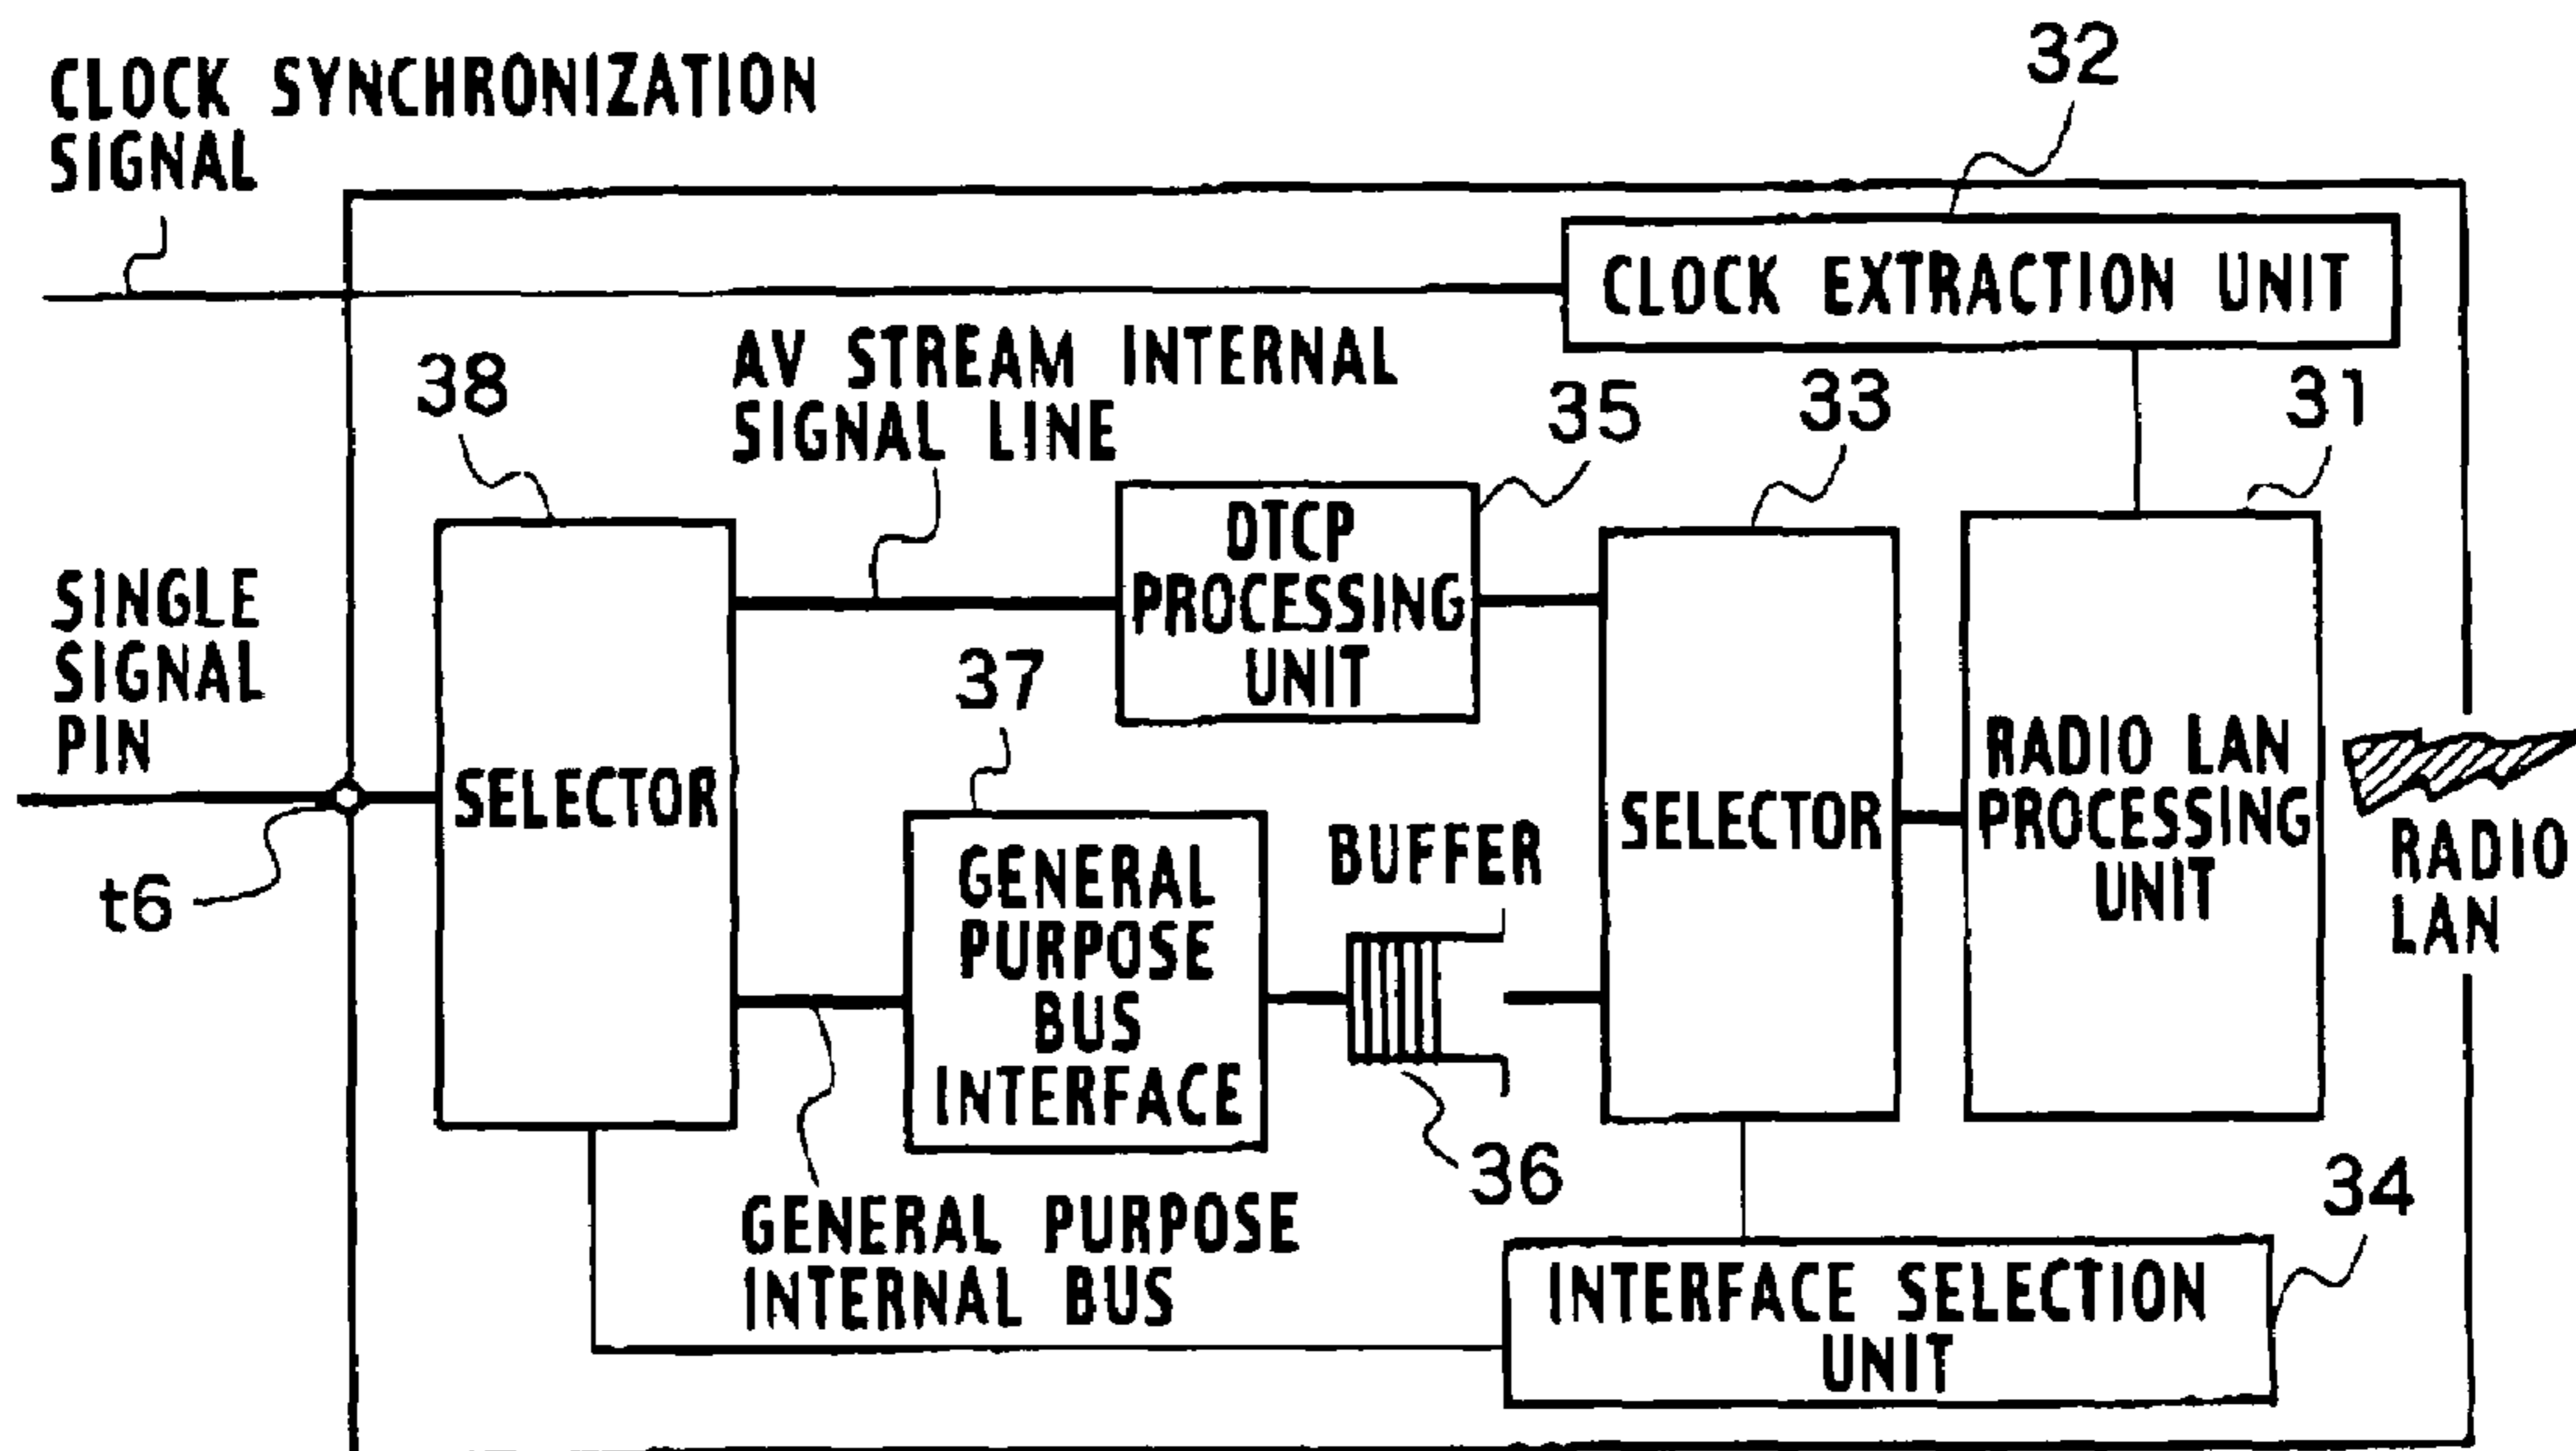 32
CLOCK SYNCHRONIZATION
SIGNAL
CLOCK EXTRACTION UNIT
AV STREAM INTERNAL
SIGNAL LINE
38
35
33
31
DTCP
PROCESSING
UNIT
SINGLE
SIGNAL
PIN
37
SELECTOR
SELECTOR
RADIO LAN
PROCESSING
UNIT
RADIO
LAN
t6
GENERAL
PURPOSE
BUS
INTERFACE
BUFFER
36
34
GENERAL PURPOSE
INTERNAL BUS
INTERFACE SELECTION
UNIT